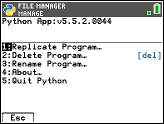 FILE MANAGER
MANAGE
Python App:v5.5.2.0044
1:Replicate Program…
2:Delete Program… [del]
3:Rename Program…
4:About…
5:Quit Python
Esc